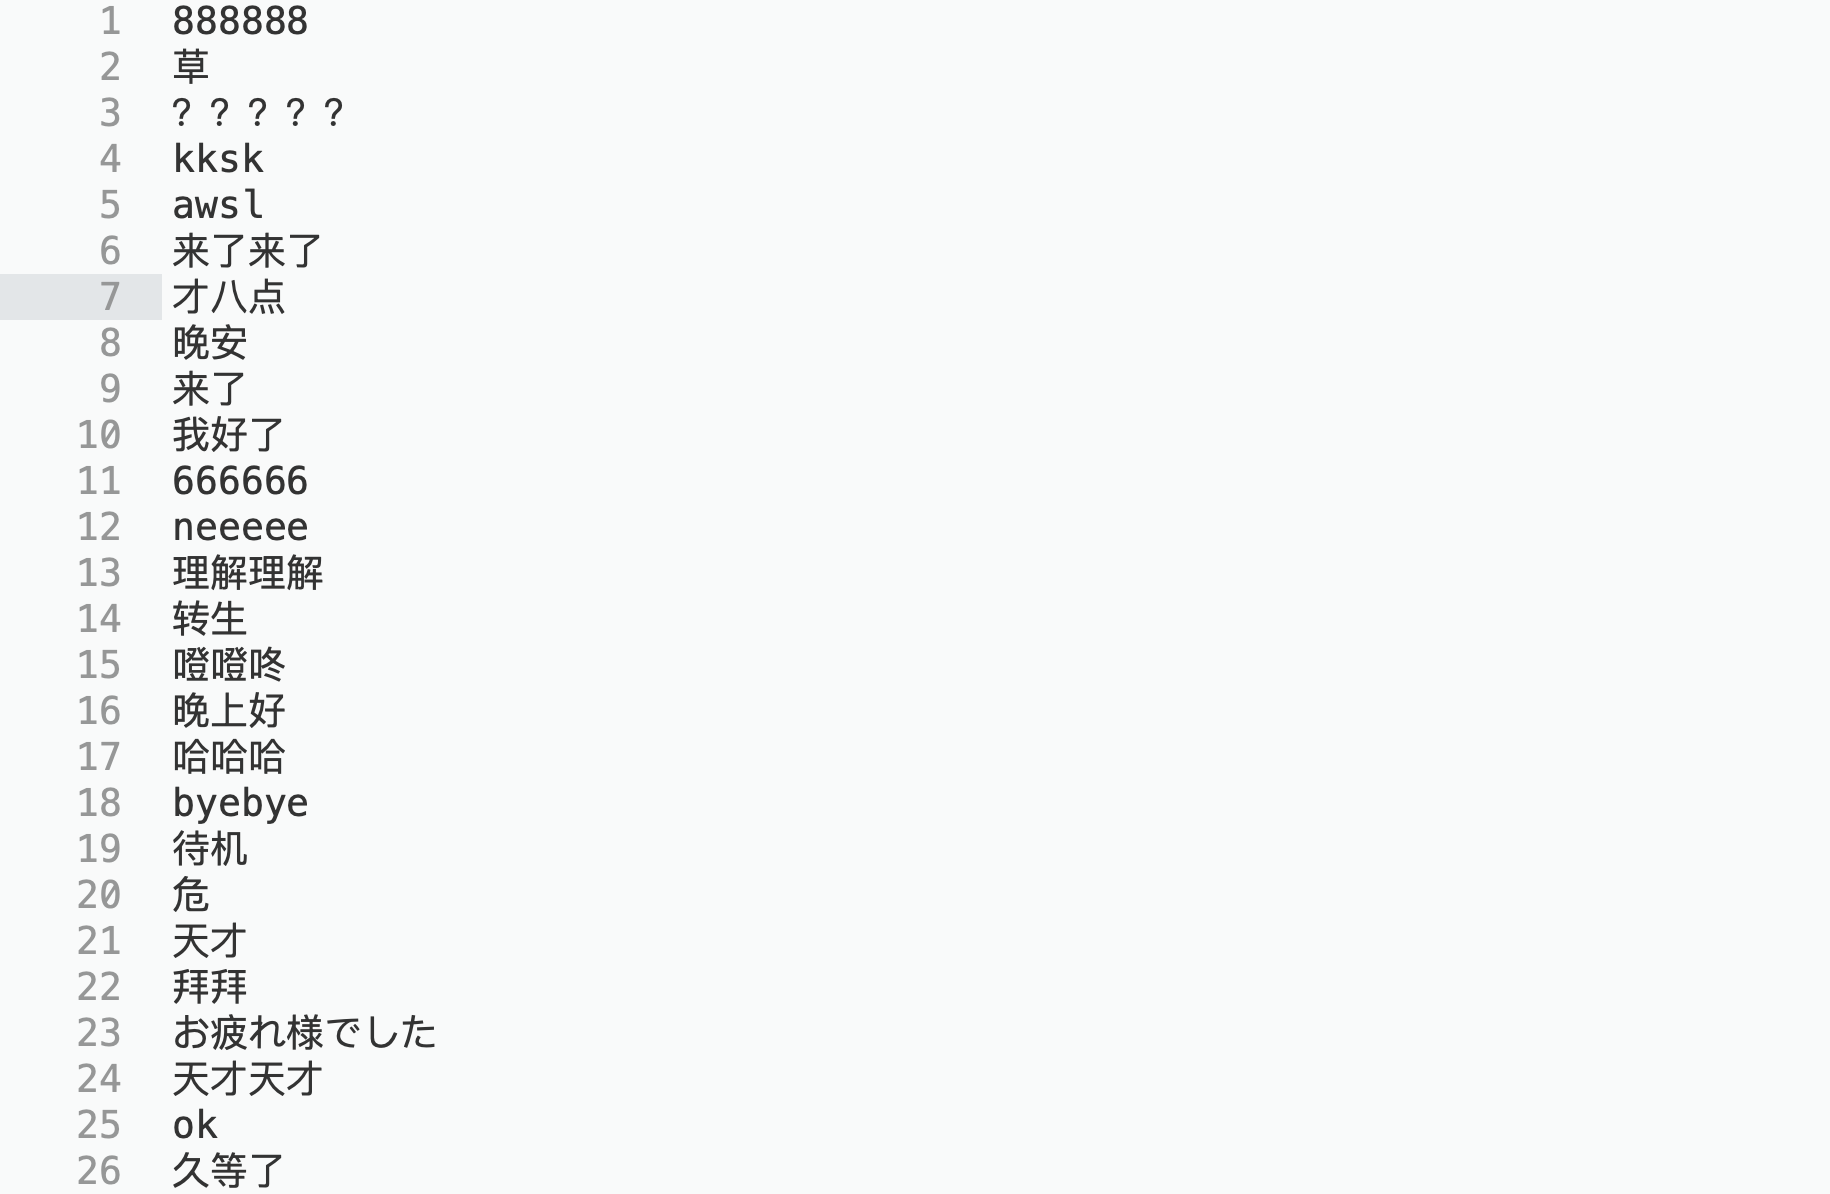 1 888888
2 草
3 ？？？？？
4 kksk
5 awsl
6 来了来了
7 才八点
8 晚安
9 来了
10 我好了
11 666666
12 neeeee
13 理解理解
14 转生
15 噔噔咚
16 晚上好
17 哈哈哈
18 byebye
19 待机
20 危
21 天才
22 拜拜
23 お疲れ様でした
24 天才天才
25 ok
26 久等了